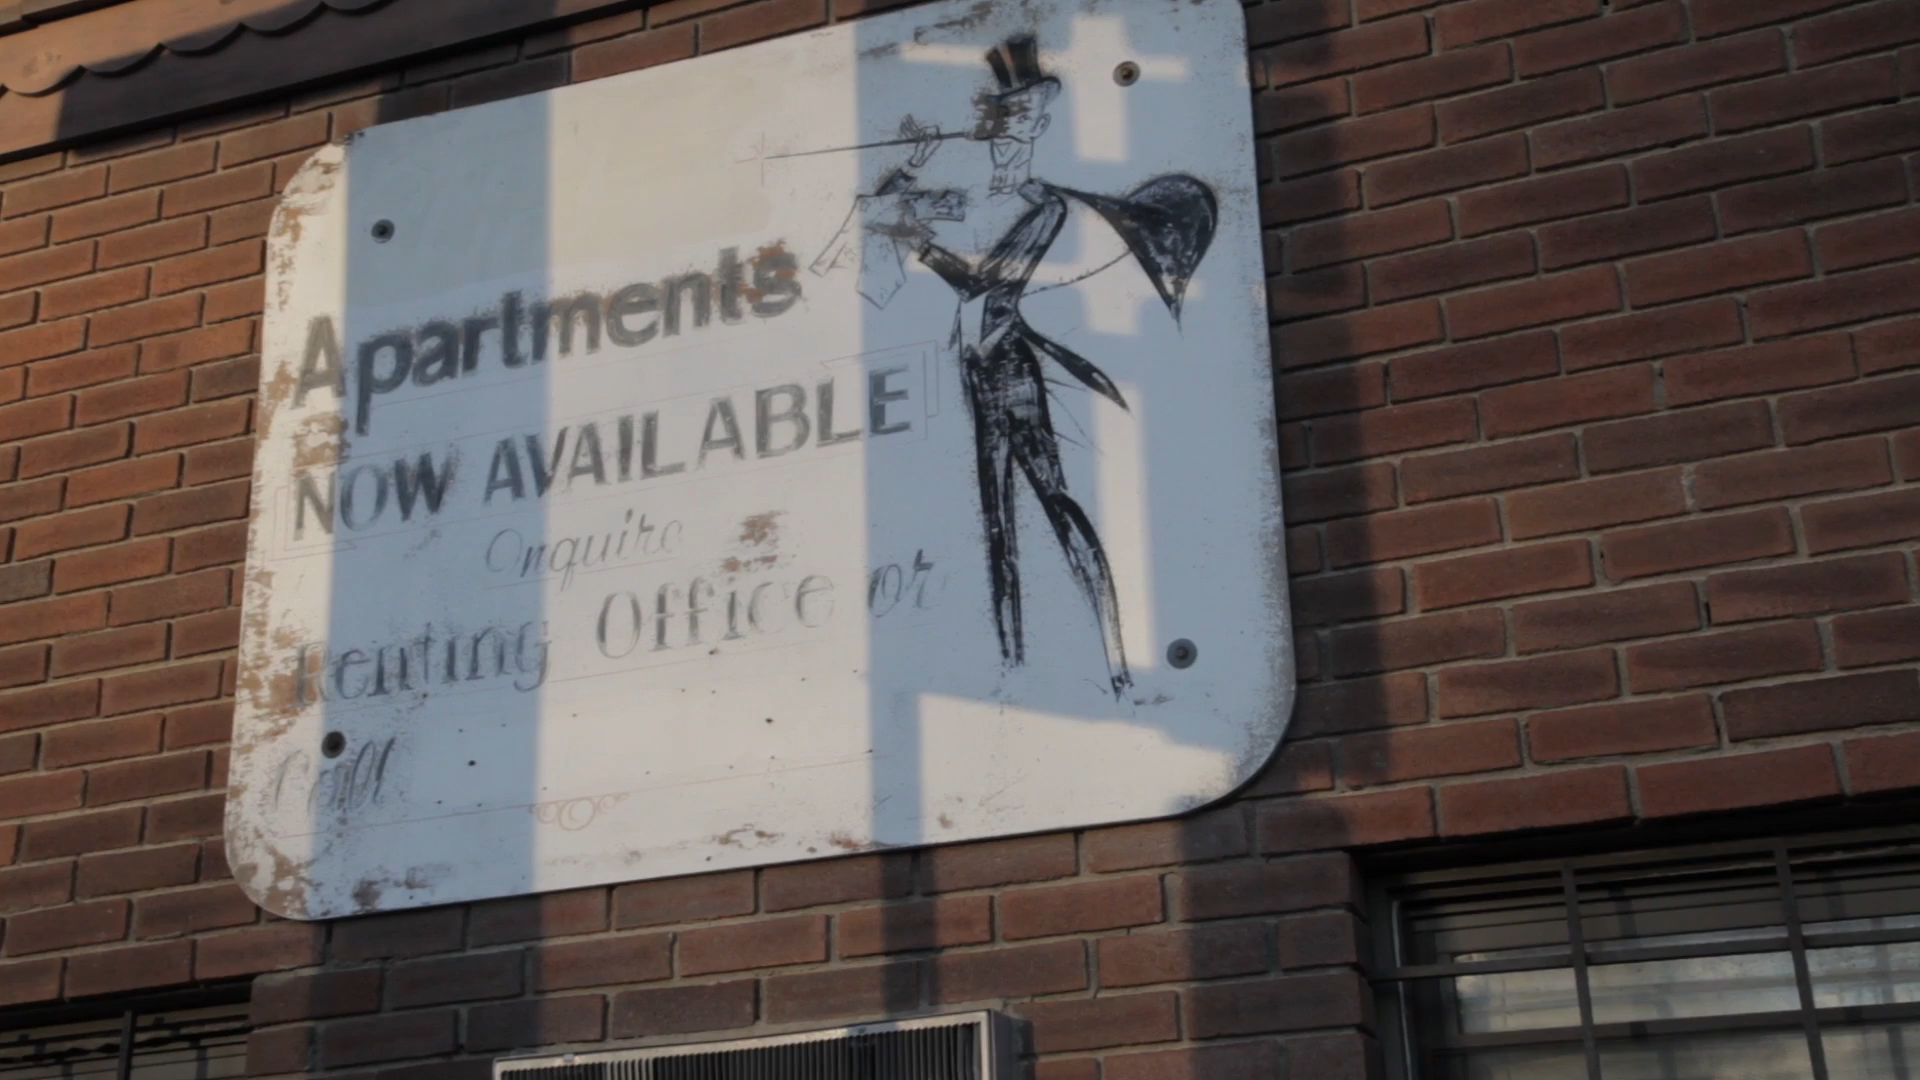 Apartments
NOW AVAILABLE
Inquire
Renting Office or
Call